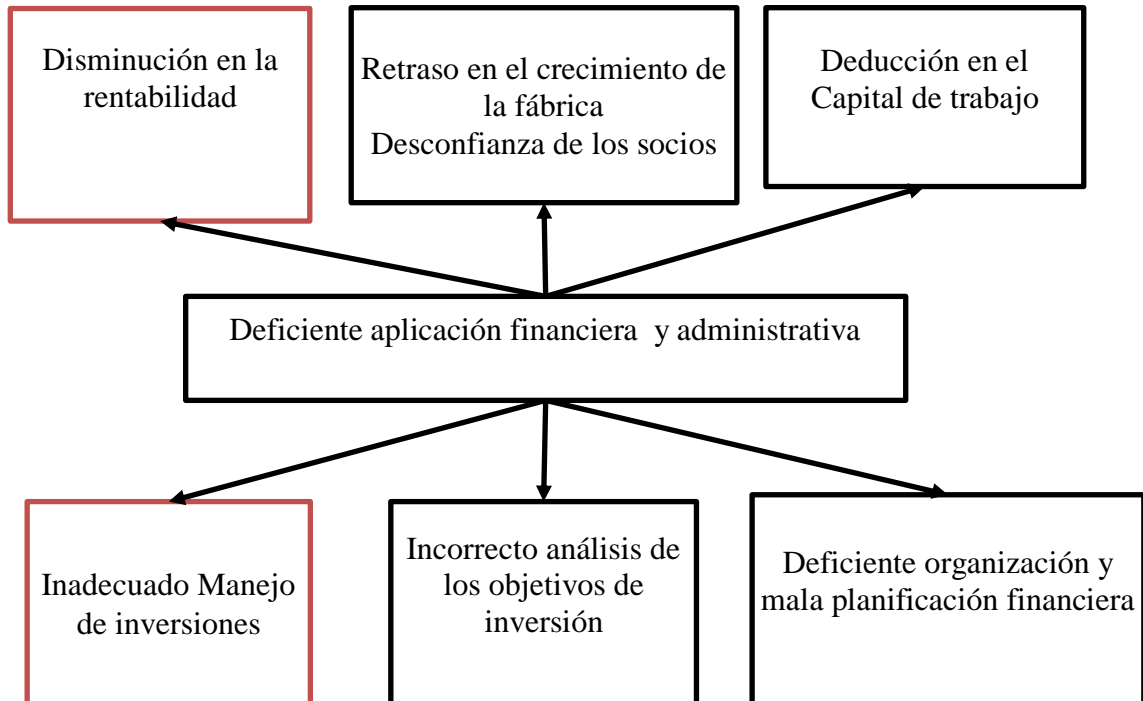 Disminución en la
rentabilidad
Retraso en el crecimiento de
la fábrica
Desconfianza de los socios
Deducción en el
Capital de trabajo
Deficiente aplicación financiera  y administrativa
Inadecuado Manejo
de inversiones
Incorrecto análisis de
los objetivos de
inversión
Deficiente organización y
mala planificación financiera